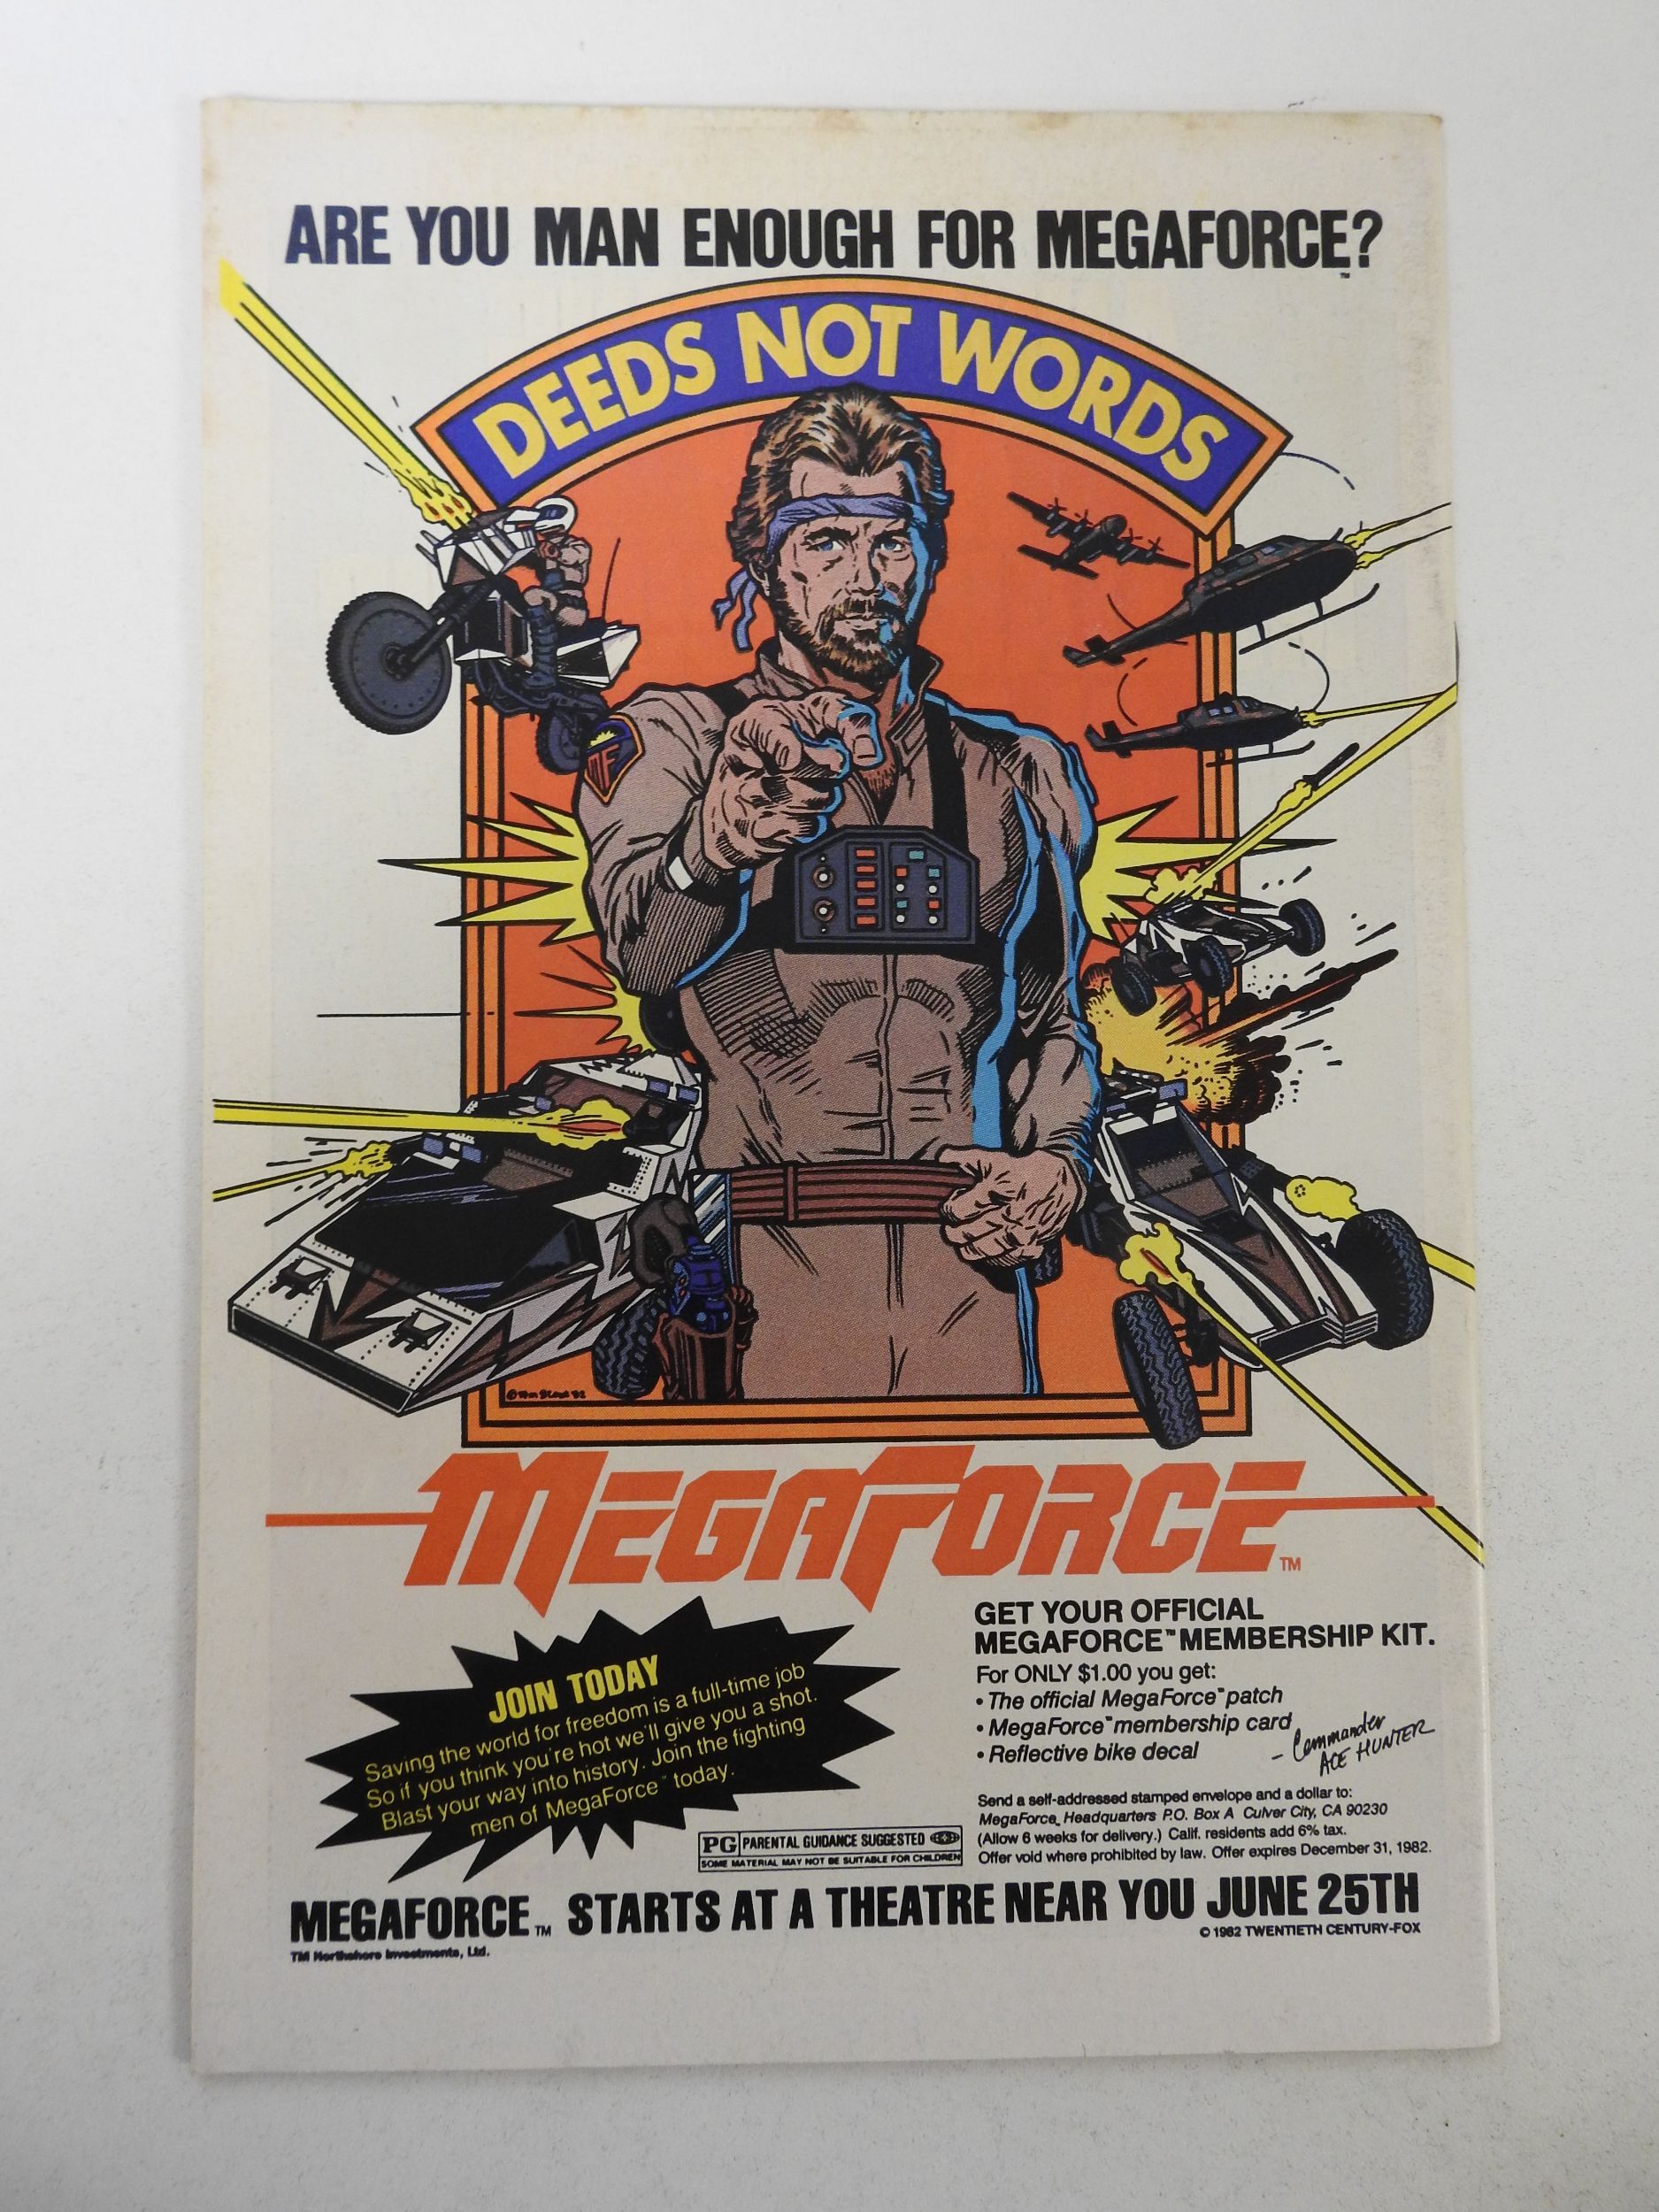 ARE YOU MAN ENOUGH FOR MEGAFORCE?
TM
DEEDS NOT WORDS
MF
MEGAFORCE TM
JOIN TODAY
Saving the world for freedom is a full-time job
So if you think you're hot we'll give you a shot.
Blast your way into history. Join the fighting
men of MegaForce™ today.
GET YOUR OFFICIAL
MEGAFORCE™ MEMBERSHIP KIT.
For ONLY $1.00 you get:
• The official MegaForce™ patch
• MegaForce™ membership card
• Reflective bike decal
- Commander
ACE HUNTER
Send a self-addressed stamped envelope and a dollar to:
MegaForce Headquarters P.O. Box A Culver City, CA 90230
(Allow 6 weeks for delivery.) Calif. residents add 6% tax.
Offer void where prohibited by law. Offer expires December 31, 1982.
PG PARENTAL GUIDANCE SUGGESTED
SOME MATERIAL MAY NOT BE SUITABLE FOR CHILDREN
MEGAFORCE TM STARTS AT A THEATRE NEAR YOU JUNE 25TH
TM Northshore Investments, Ltd.
© 1982 TWENTIETH CENTURY-FOX